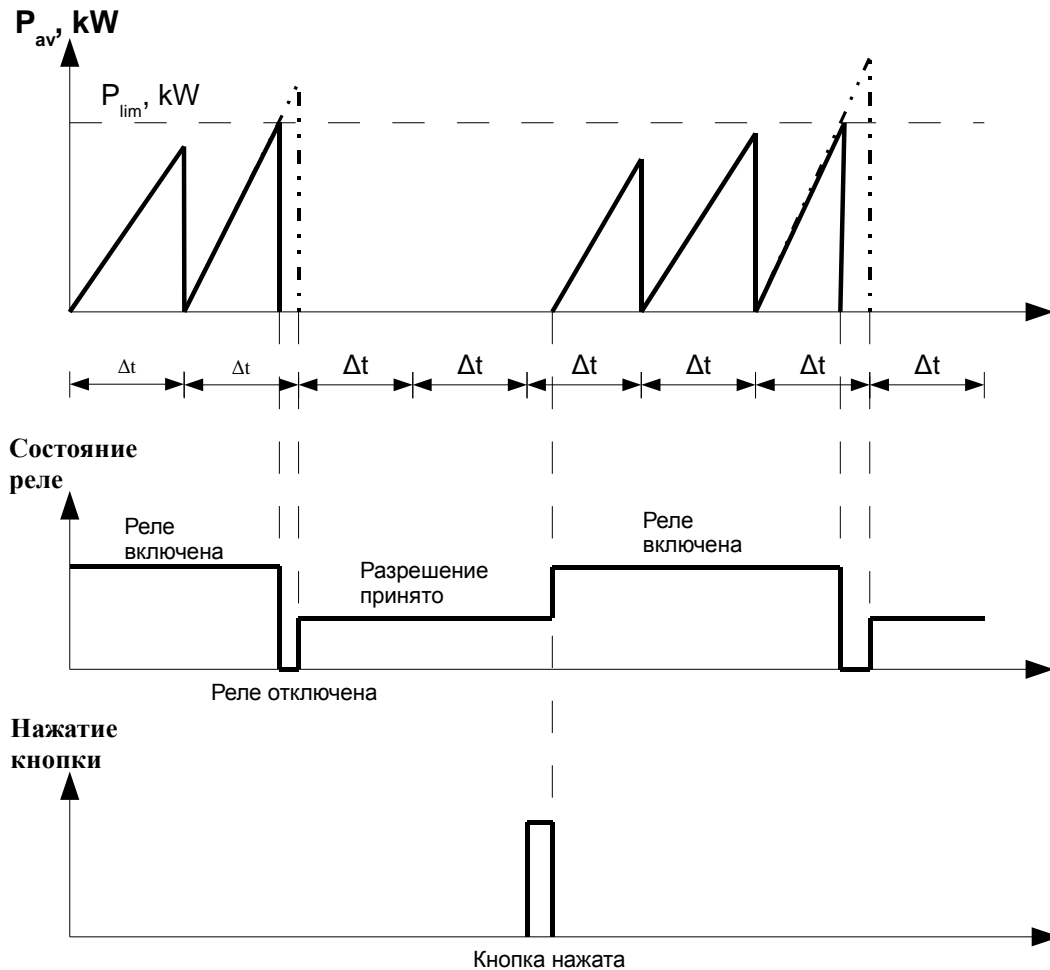 P_av, kW
P_lim, kW
Δt Δt Δt Δt Δt Δt Δt Δt
Состояние
реле
Реле
включена
Разрешение
принято
Реле
включена
Реле отключена
Нажатие
кнопки
Кнопка нажата